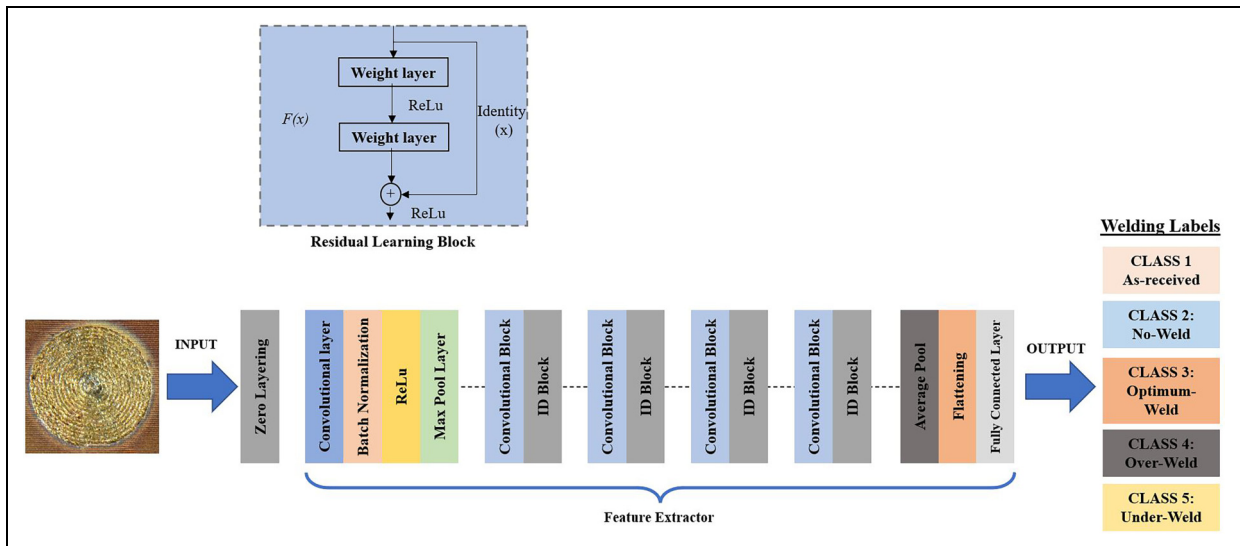 Weight layer
ReLu
F(x)
Identity
(x)
Weight layer
+
ReLu
Residual Learning Block
INPUT
Zero Layering
Convolutional layer
Batch Normalization
ReLu
Max Pool Layer
Convolutional Block
ID Block
Convolutional Block
ID Block
Convolutional Block
ID Block
Convolutional Block
ID Block
Average Pool
Flattening
Fully Connected Layer
Feature Extractor
OUTPUT
Welding Labels
CLASS 1
As-received
CLASS 2:
No-Weld
CLASS 3:
Optimum-
Weld
CLASS 4:
Over-Weld
CLASS 5:
Under-Weld